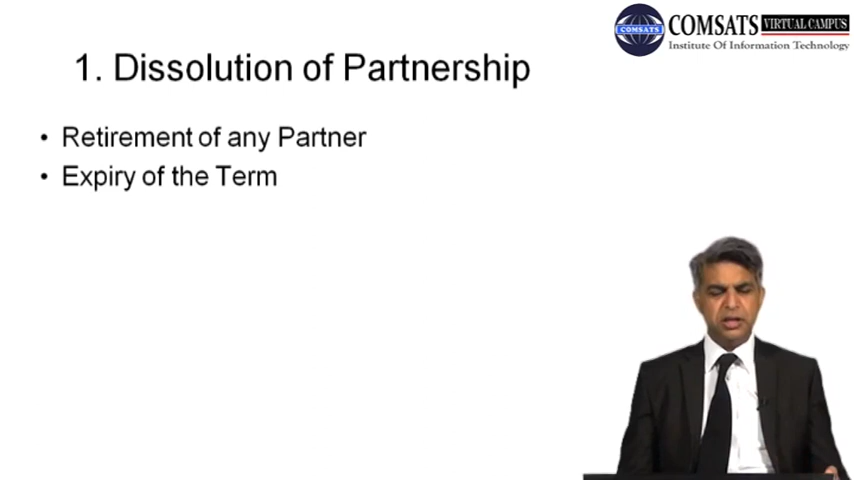 COMSATS VIRTUAL CAMPUS
COMSATS
Institute Of Information Technology
1. Dissolution of Partnership
• Retirement of any Partner
• Expiry of the Term